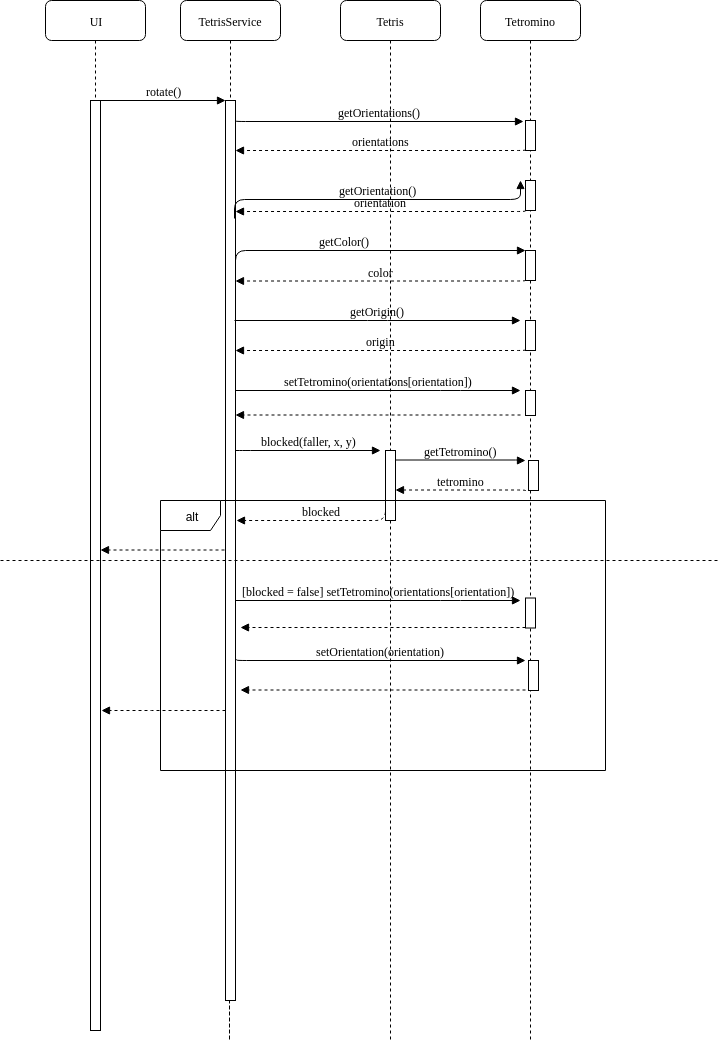 UI
TetrisService
Tetris
Tetromino
rotate()
getOrientations()
orientations
getOrientation()
orientation
getColor()
color
getOrigin()
origin
setTetromino(orientations[orientation])
blocked(faller, x, y)
getTetromino()
tetromino
alt
blocked
[blocked = false] setTetromino(orientations[orientation])
setOrientation(orientation)